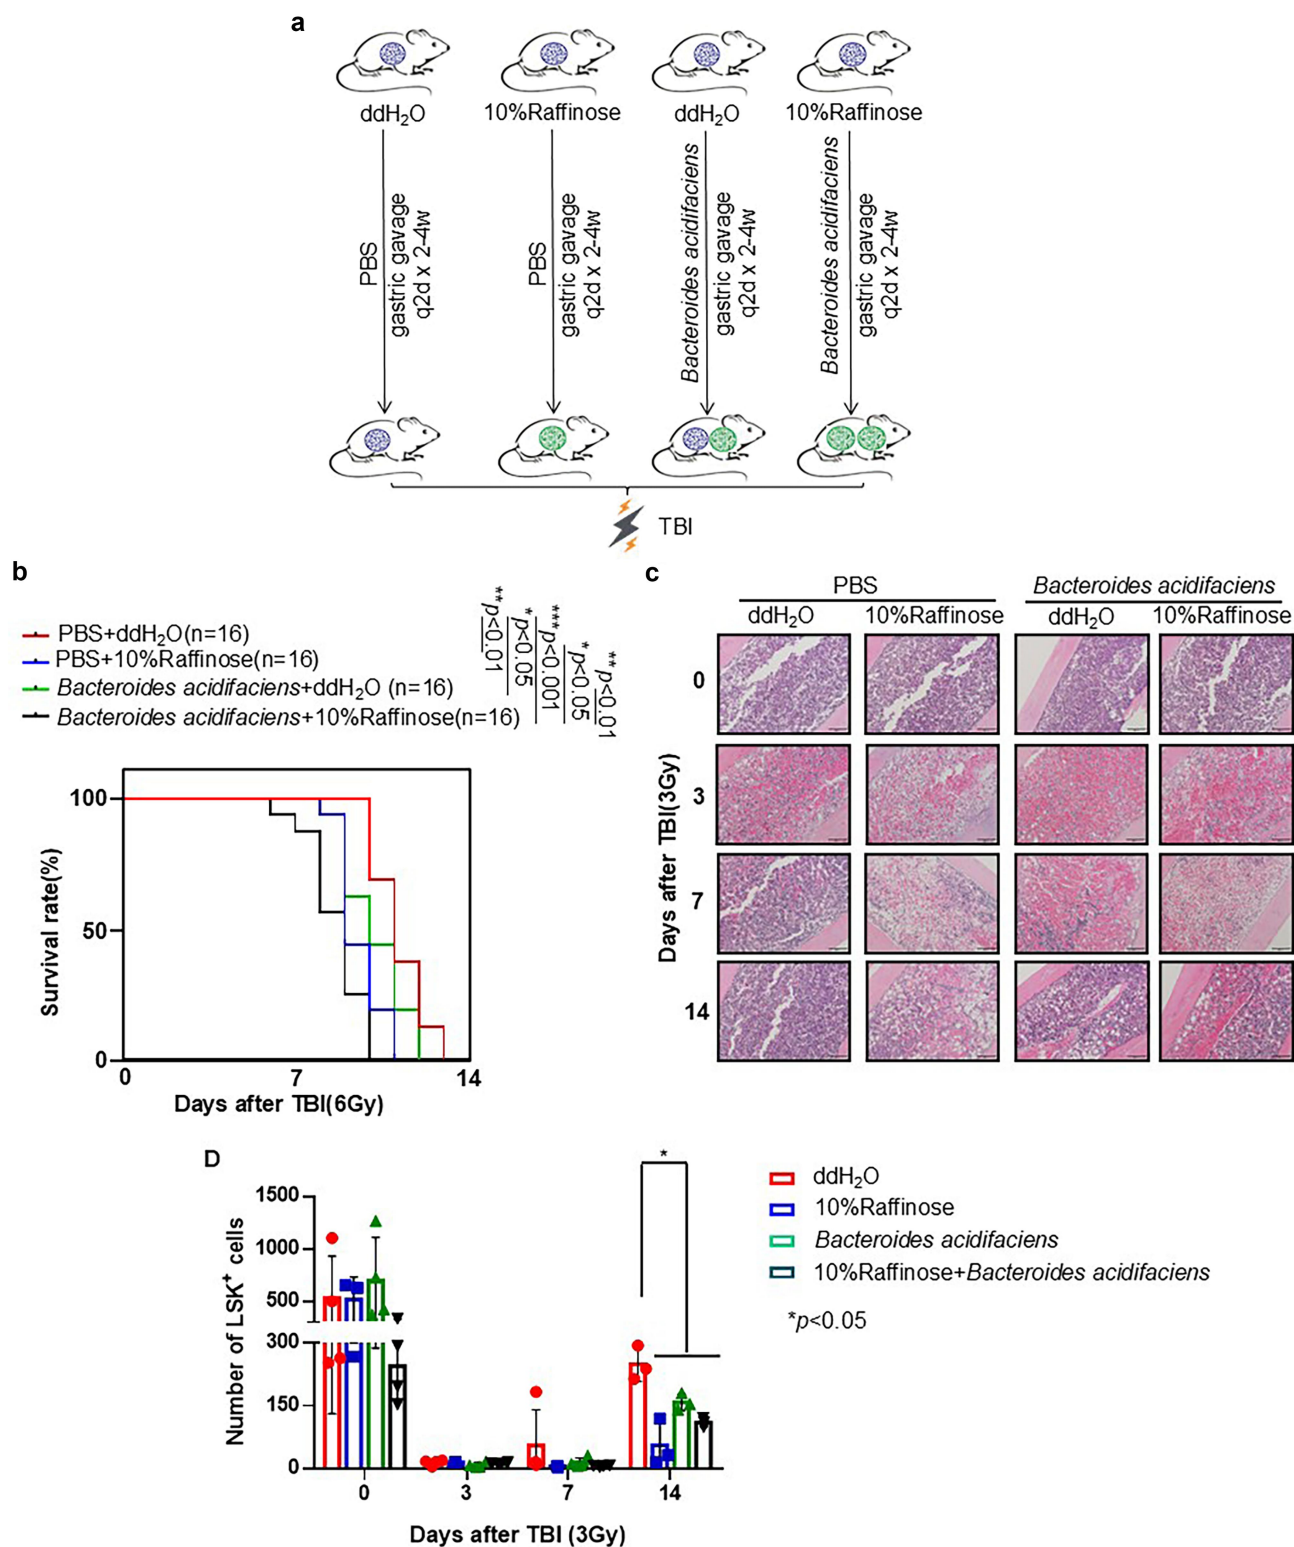 a
ddH₂O
10%Raffinose
ddH₂O
10%Raffinose
PBS
gastric gavage
q2d x 2-4w
PBS
gastric gavage
q2d x 2-4w
Bacteroides acidifaciens
gastric gavage
q2d x 2-4w
Bacteroides acidifaciens
gastric gavage
q2d x 2-4w
TBI
b
PBS+ddH₂O(n=16)
PBS+10%Raffinose(n=16)
Bacteroides acidifaciens+ddH₂O (n=16)
Bacteroides acidifaciens+10%Raffinose(n=16)
**p<0.01
*p<0.05
***p<0.001
*p<0.05
**p<0.01
Survival rate(%)
100
50
0
0
7
14
Days after TBI(6Gy)
c
PBS
Bacteroides acidifaciens
ddH₂O
10%Raffinose
ddH₂O
10%Raffinose
Days after TBI(3Gy)
0
3
7
14
D
Number of LSK⁺ cells
1500
1000
500
300
150
0
*
0
3
7
14
Days after TBI (3Gy)
ddH₂O
10%Raffinose
Bacteroides acidifaciens
10%Raffinose+Bacteroides acidifaciens
*p<0.05